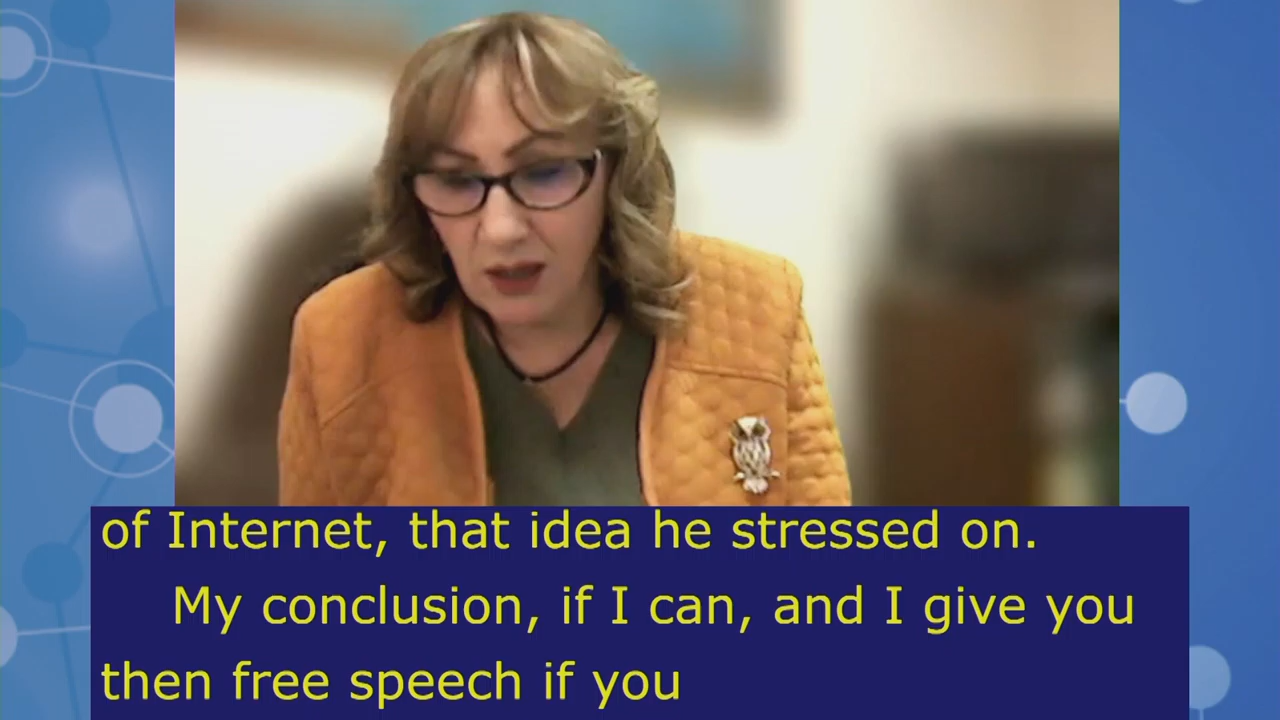 of Internet, that idea he stressed on.
My conclusion, if I can, and I give you
then free speech if you